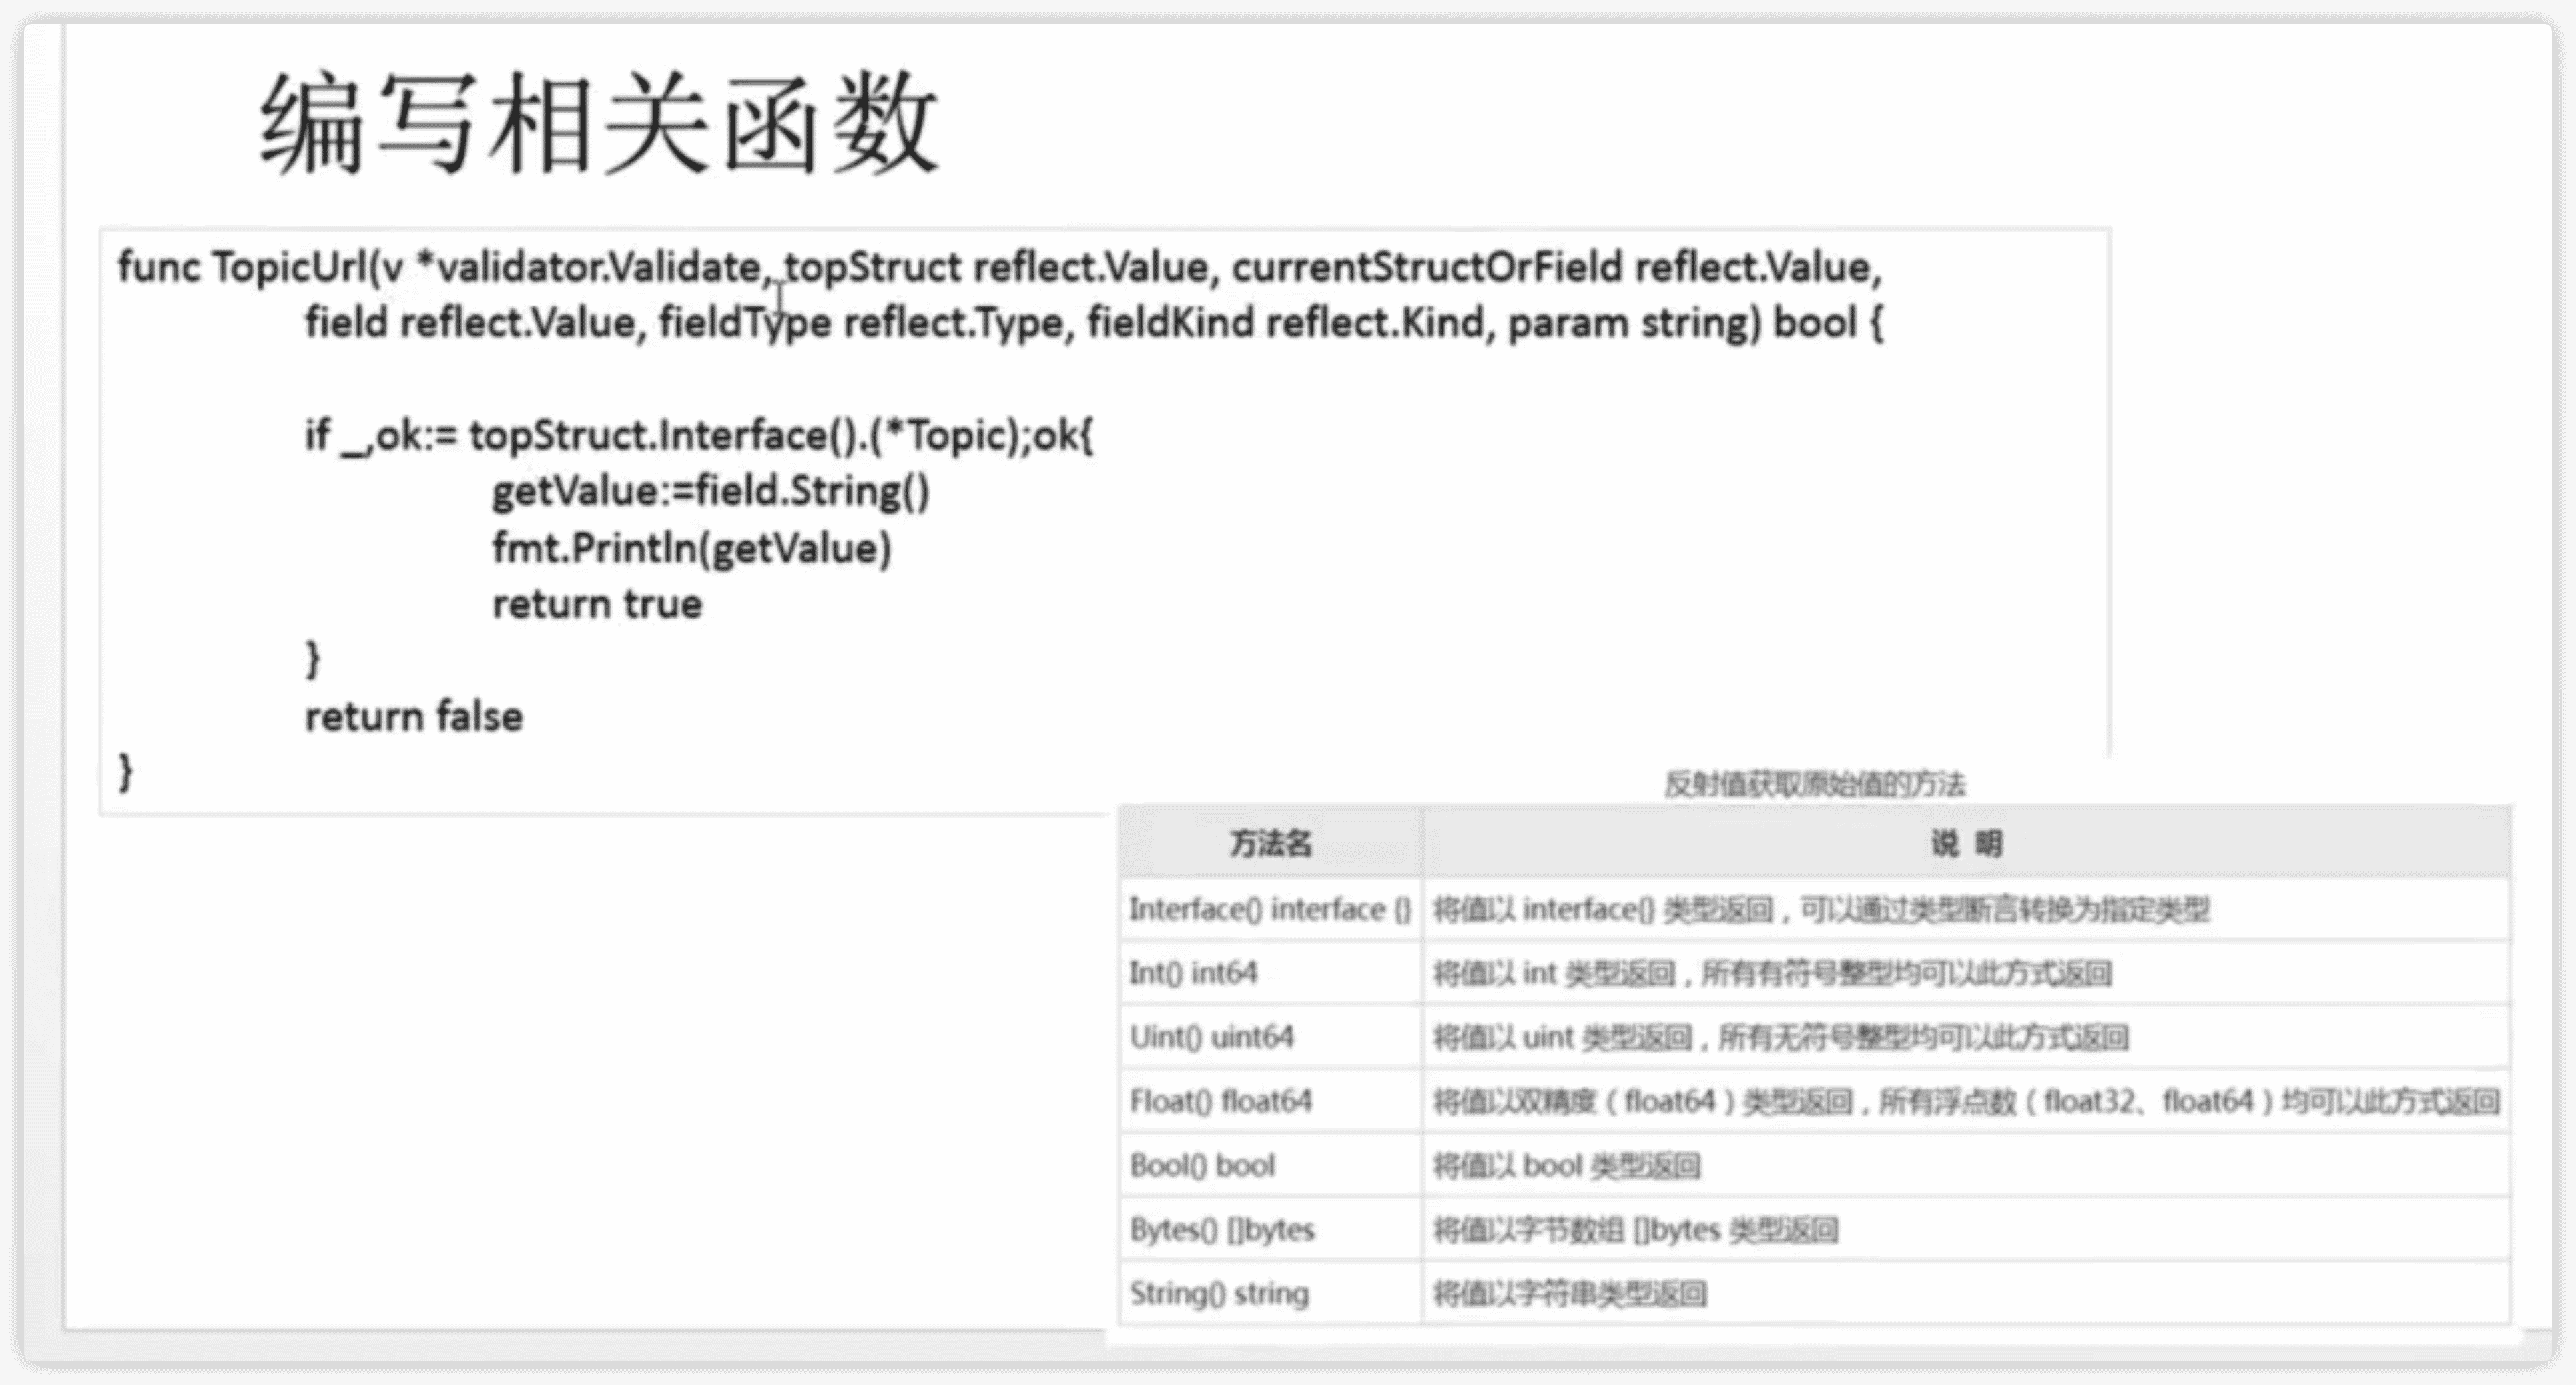 编写相关函数
func TopicUrl(v *validator.Validate, topStruct reflect.Value, currentStructOrField reflect.Value,
field reflect.Value, fieldType reflect.Type, fieldKind reflect.Kind, param string) bool {
if _,ok:= topStruct.Interface().(*Topic);ok{
getValue:=field.String()
fmt.Println(getValue)
return true
}
return false
}
反射值获取原始值的方法
方法名 说 明
Interface() interface {} 将值以 interface{} 类型返回，可以通过类型断言转换为指定类型
Int() int64 将值以 int 类型返回，所有有符号整型均可以此方式返回
Uint() uint64 将值以 uint 类型返回，所有无符号整型均可以此方式返回
Float() float64 将值以双精度（float64）类型返回，所有浮点数（float32、float64）均可以此方式返回
Bool() bool 将值以 bool 类型返回
Bytes() []bytes 将值以字节数组 []bytes 类型返回
String() string 将值以字符串类型返回